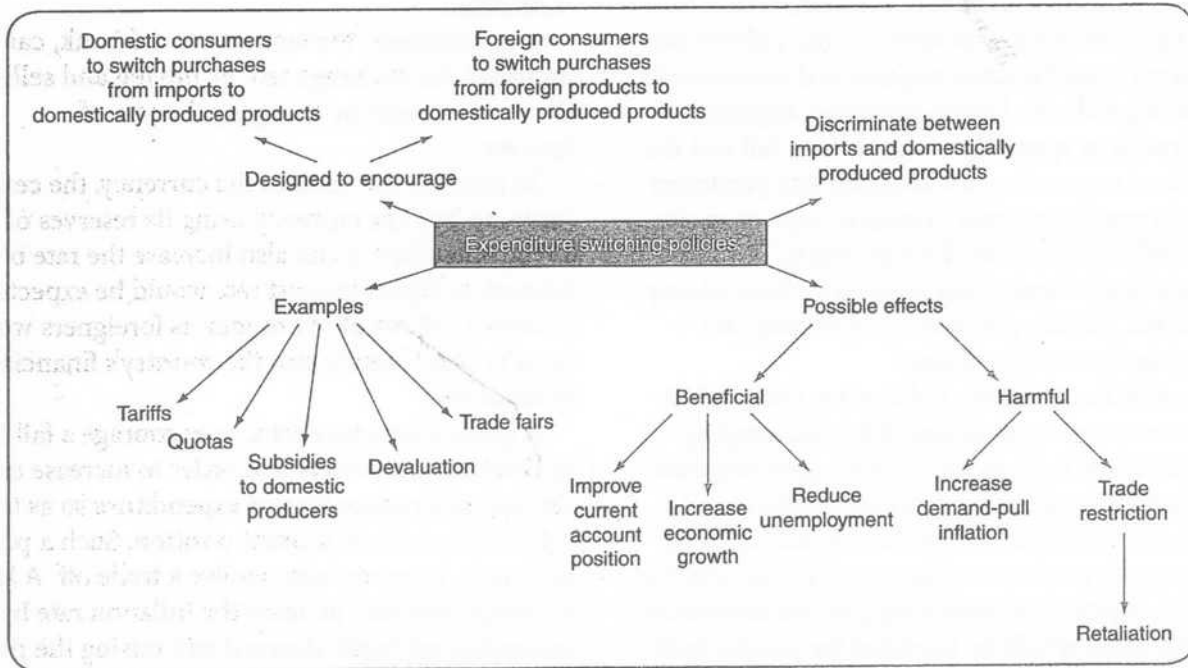 Domestic consumers
to switch purchases
from imports to
domestically produced products
Foreign consumers
to switch purchases
from foreign products to
domestically produced products
Discriminate between
imports and domestically
produced products
Designed to encourage
Expenditure switching policies
Examples
Possible effects
Tariffs
Quotas
Subsidies
to domestic
producers
Devaluation
Trade fairs
Beneficial
Harmful
Improve
current
account
position
Increase
economic
growth
Reduce
unemployment
Increase
demand-pull
inflation
Trade
restriction
Retaliation